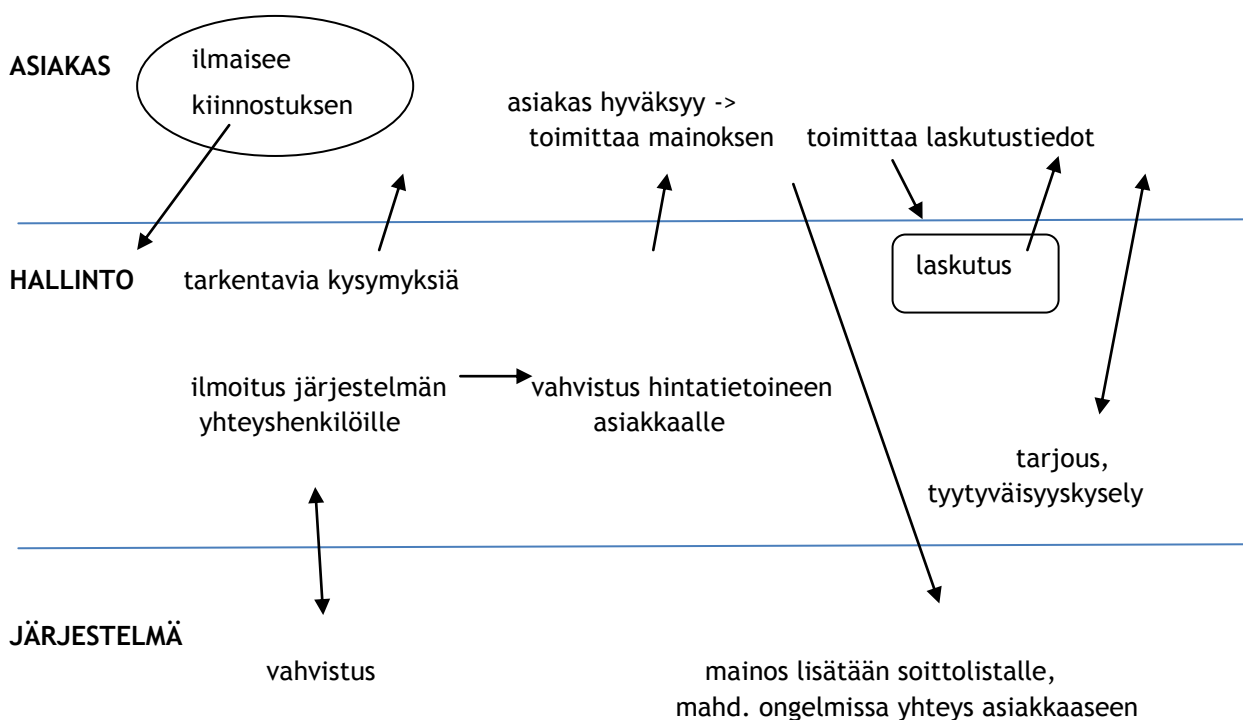 ASIAKAS
ilmaisee
kiinnostuksen
asiakas hyväksyy ->
toimittaa mainoksen
toimittaa laskutustiedot
HALLINTO
tarkentavia kysymyksiä
laskutus
ilmoitus järjestelmän
yhteyshenkilöille
vahvistus hintatietoineen
asiakkaalle
tarjous,
tyytyväisyyskysely
JÄRJESTELMÄ
vahvistus
mainos lisätään soittolistalle,
mahd. ongelmissa yhteys asiakkaaseen